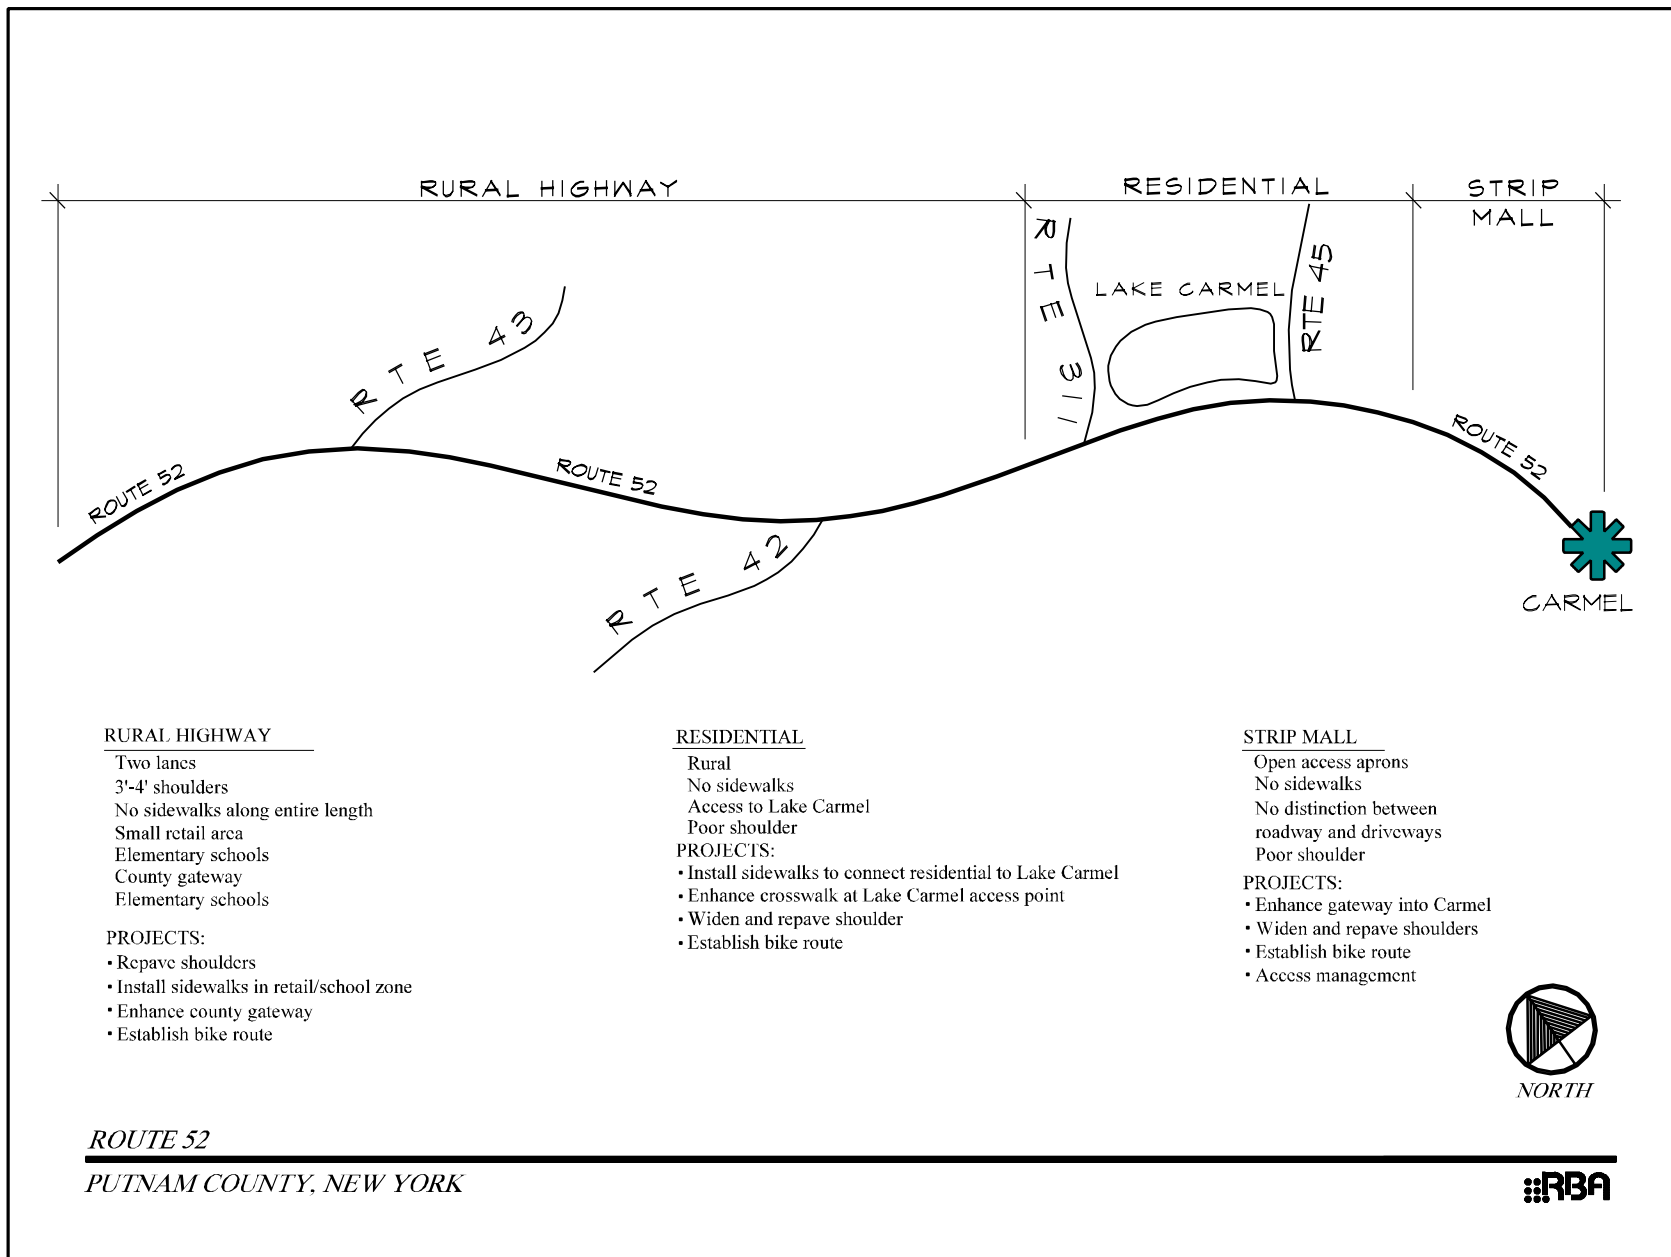 RURAL HIGHWAY
RESIDENTIAL
STRIP
MALL
RTE 43
RTE 311
LAKE CARMEL
RTE 45
ROUTE 52
ROUTE 52
ROUTE 52
RTE 42
CARMEL
RURAL HIGHWAY
Two lanes
3'-4' shoulders
No sidewalks along entire length
Small retail area
Elementary schools
County gateway
Elementary schools
PROJECTS:
• Repave shoulders
• Install sidewalks in retail/school zone
• Enhance county gateway
• Establish bike route
RESIDENTIAL
Rural
No sidewalks
Access to Lake Carmel
Poor shoulder
PROJECTS:
• Install sidewalks to connect residential to Lake Carmel
• Enhance crosswalk at Lake Carmel access point
• Widen and repave shoulder
• Establish bike route
STRIP MALL
Open access aprons
No sidewalks
No distinction between
roadway and driveways
Poor shoulder
PROJECTS:
• Enhance gateway into Carmel
• Widen and repave shoulders
• Establish bike route
• Access management
NORTH
ROUTE 52
PUTNAM COUNTY, NEW YORK
RBA